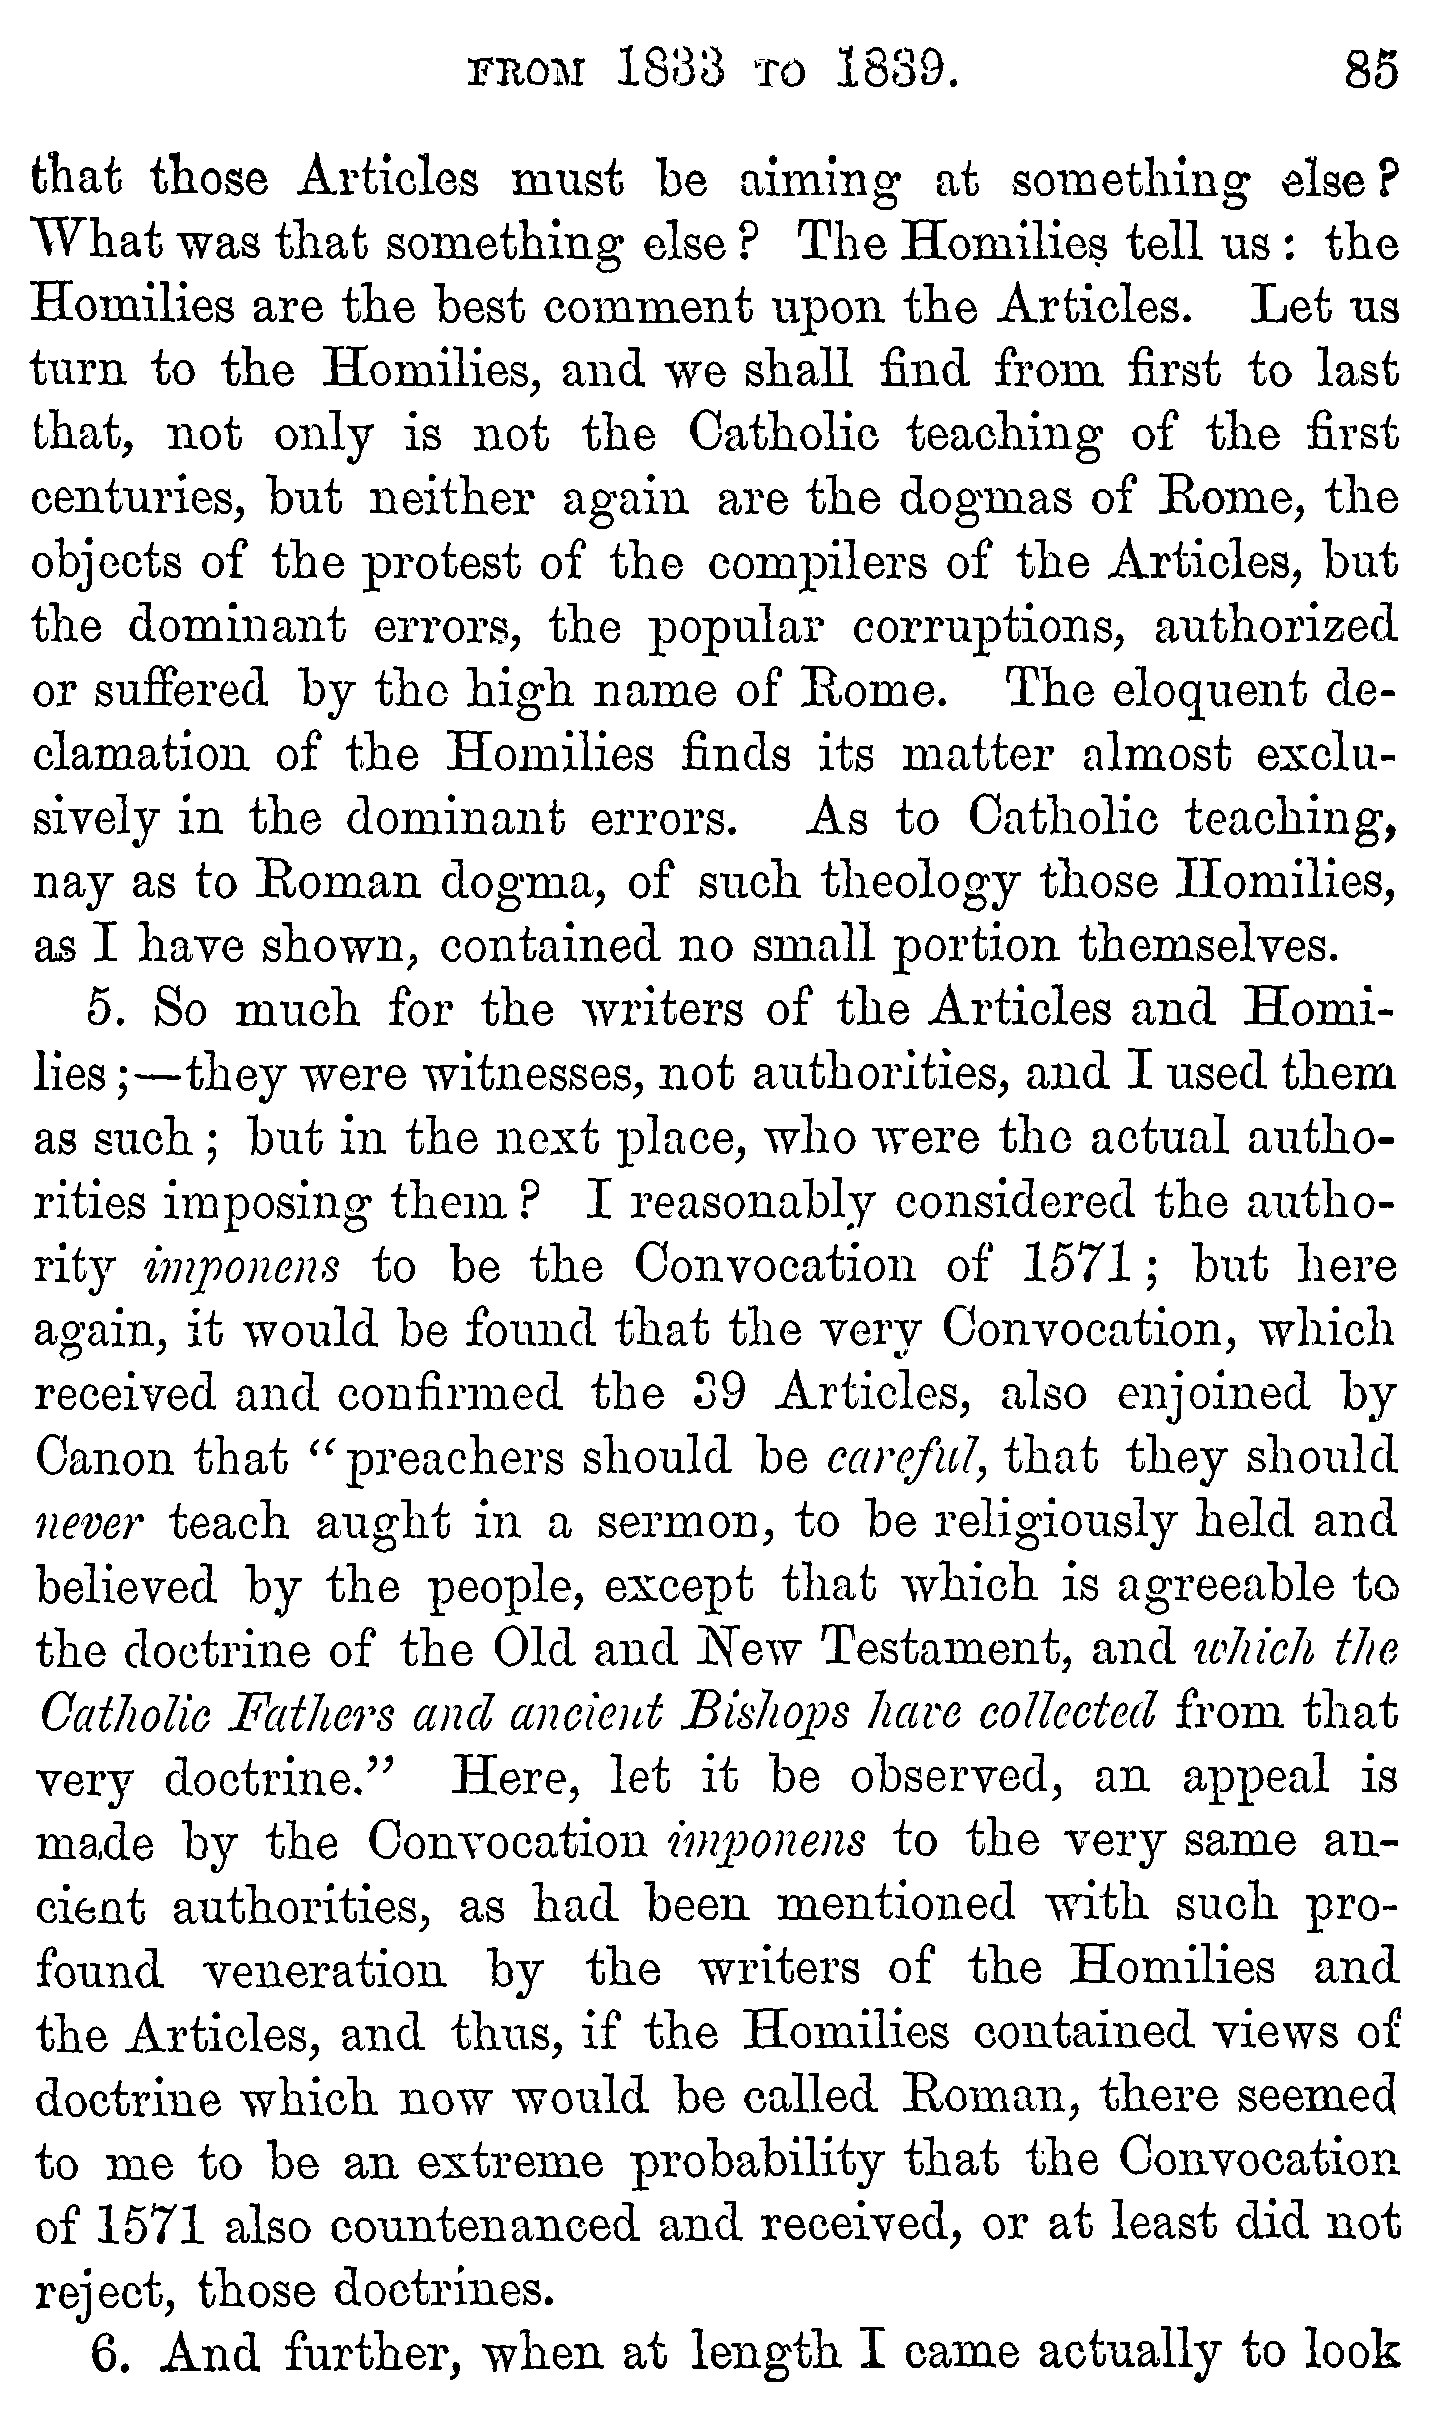 FROM 1833 TO 1839. 85
that those Articles must be aiming at something else?
What was that something else? The Homilies tell us: the
Homilies are the best comment upon the Articles. Let us
turn to the Homilies, and we shall find from first to last
that, not only is not the Catholic teaching of the first
centuries, but neither again are the dogmas of Rome, the
objects of the protest of the compilers of the Articles, but
the dominant errors, the popular corruptions, authorized
or suffered by the high name of Rome. The eloquent de-
clamation of the Homilies finds its matter almost exclu-
sively in the dominant errors. As to Catholic teaching,
nay as to Roman dogma, of such theology those Homilies,
as I have shown, contained no small portion themselves.
5. So much for the writers of the Articles and Homi-
lies;—they were witnesses, not authorities, and I used them
as such; but in the next place, who were the actual autho-
rities imposing them? I reasonably considered the autho-
rity imponens to be the Convocation of 1571; but here
again, it would be found that the very Convocation, which
received and confirmed the 39 Articles, also enjoined by
Canon that "preachers should be careful, that they should
never teach aught in a sermon, to be religiously held and
believed by the people, except that which is agreeable to
the doctrine of the Old and New Testament, and which the
Catholic Fathers and ancient Bishops have collected from that
very doctrine." Here, let it be observed, an appeal is
made by the Convocation imponens to the very same an-
cient authorities, as had been mentioned with such pro-
found veneration by the writers of the Homilies and
the Articles, and thus, if the Homilies contained views of
doctrine which now would be called Roman, there seemed
to me to be an extreme probability that the Convocation
of 1571 also countenanced and received, or at least did not
reject, those doctrines.
6. And further, when at length I came actually to look